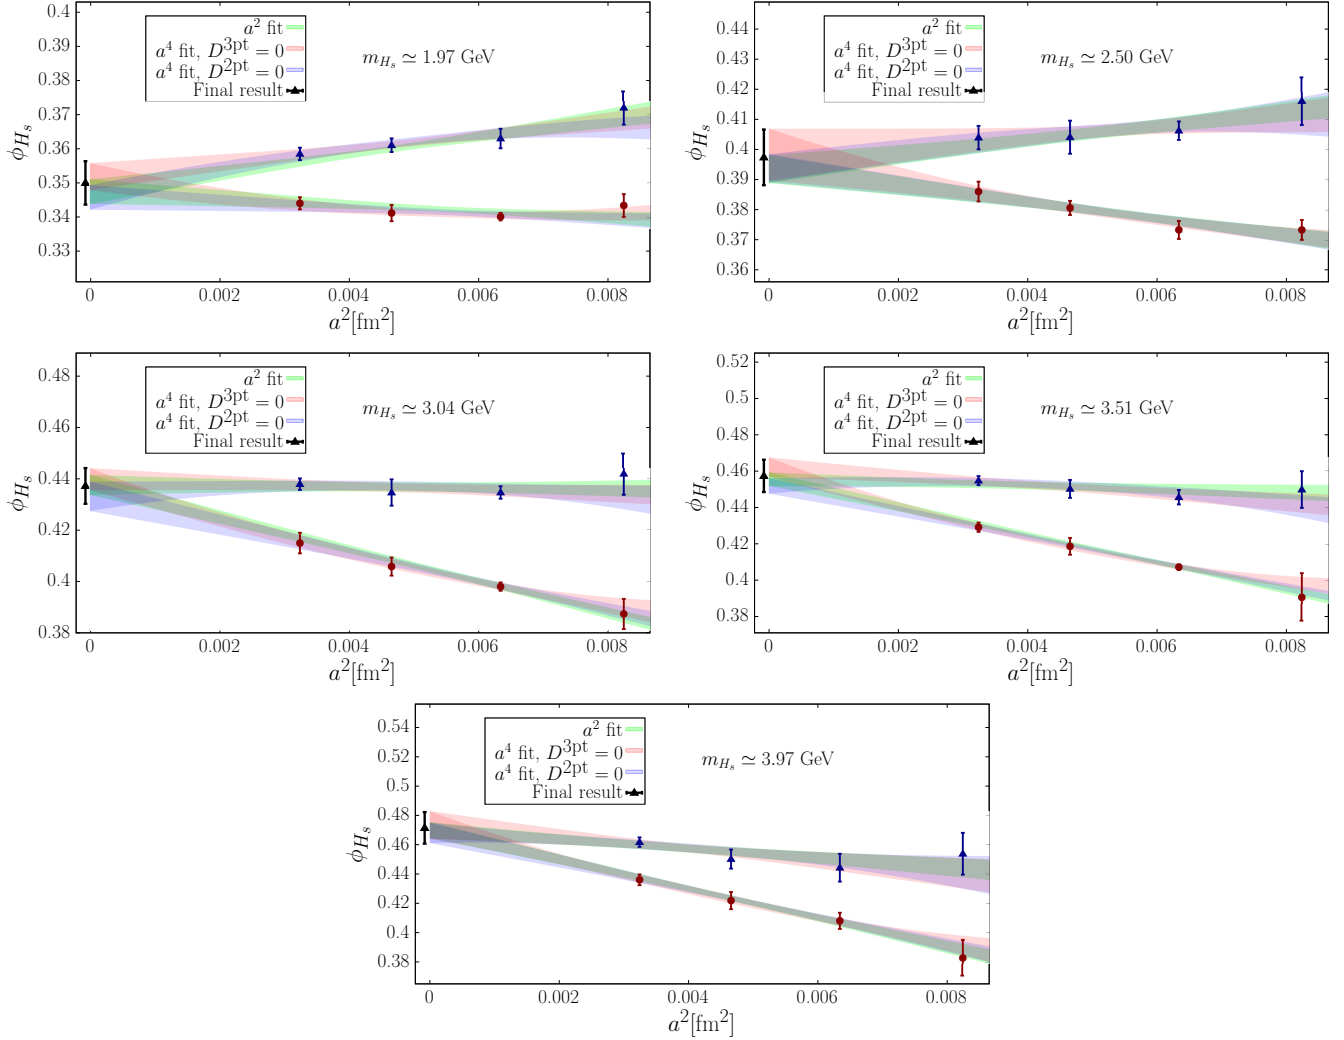 0.4
0.39
0.38
0.37
0.36
0.35
0.34
0.33
ϕ_{H_s}
a² fit
a⁴ fit, D^{3pt} = 0
a⁴ fit, D^{2pt} = 0
Final result
m_{H_s} ≃ 1.97 GeV
0 0.002 0.004 0.006 0.008
a²[fm²]
0.44
0.43
0.42
0.41
0.4
0.39
0.38
0.37
0.36
ϕ_{H_s}
a² fit
a⁴ fit, D^{3pt} = 0
a⁴ fit, D^{2pt} = 0
Final result
m_{H_s} ≃ 2.50 GeV
0 0.002 0.004 0.006 0.008
a²[fm²]
0.48
0.46
0.44
0.42
0.4
0.38
ϕ_{H_s}
a² fit
a⁴ fit, D^{3pt} = 0
a⁴ fit, D^{2pt} = 0
Final result
m_{H_s} ≃ 3.04 GeV
0 0.002 0.004 0.006 0.008
a²[fm²]
0.52
0.5
0.48
0.46
0.44
0.42
0.4
0.38
ϕ_{H_s}
a² fit
a⁴ fit, D^{3pt} = 0
a⁴ fit, D^{2pt} = 0
Final result
m_{H_s} ≃ 3.51 GeV
0 0.002 0.004 0.006 0.008
a²[fm²]
0.54
0.52
0.5
0.48
0.46
0.44
0.42
0.4
0.38
ϕ_{H_s}
a² fit
a⁴ fit, D^{3pt} = 0
a⁴ fit, D^{2pt} = 0
Final result
m_{H_s} ≃ 3.97 GeV
0 0.002 0.004 0.006 0.008
a²[fm²]